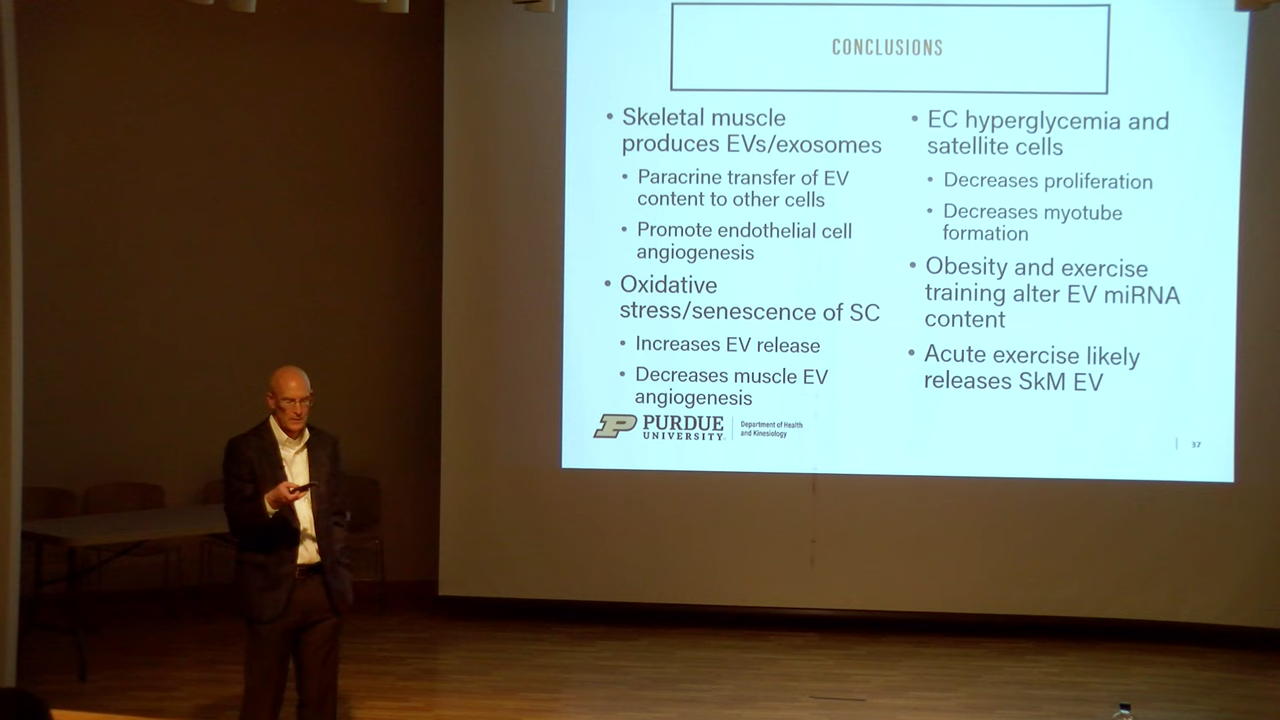 CONCLUSIONS
• Skeletal muscle
produces EVs/exosomes
• Paracrine transfer of EV
content to other cells
• Promote endothelial cell
angiogenesis
• Oxidative
stress/senescence of SC
• Increases EV release
• Decreases muscle EV
angiogenesis
• EC hyperglycemia and
satellite cells
• Decreases proliferation
• Decreases myotube
formation
• Obesity and exercise
training alter EV miRNA
content
• Acute exercise likely
releases SkM EV
P PURDUE
UNIVERSITY
Department of Health
and Kinesiology
37